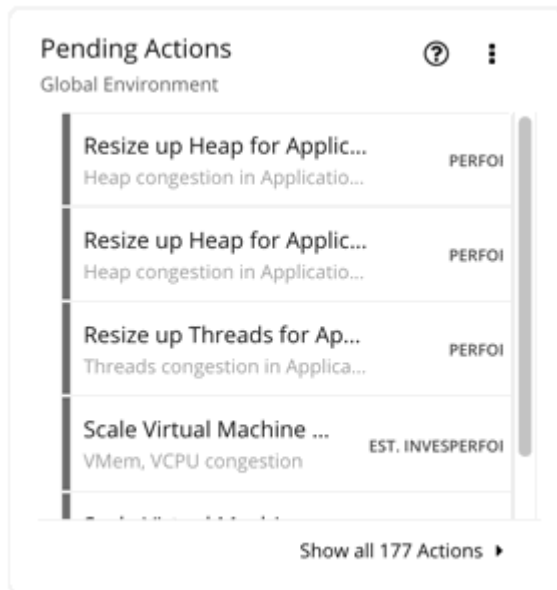 Pending Actions
Global Environment
Resize up Heap for Applic...
Heap congestion in Applicatio...
PERFOI
Resize up Heap for Applic...
Heap congestion in Applicatio...
PERFOI
Resize up Threads for Ap...
Threads congestion in Applica...
PERFOI
Scale Virtual Machine ...
VMem, VCPU congestion
EST. INVESPERFOI
Show all 177 Actions